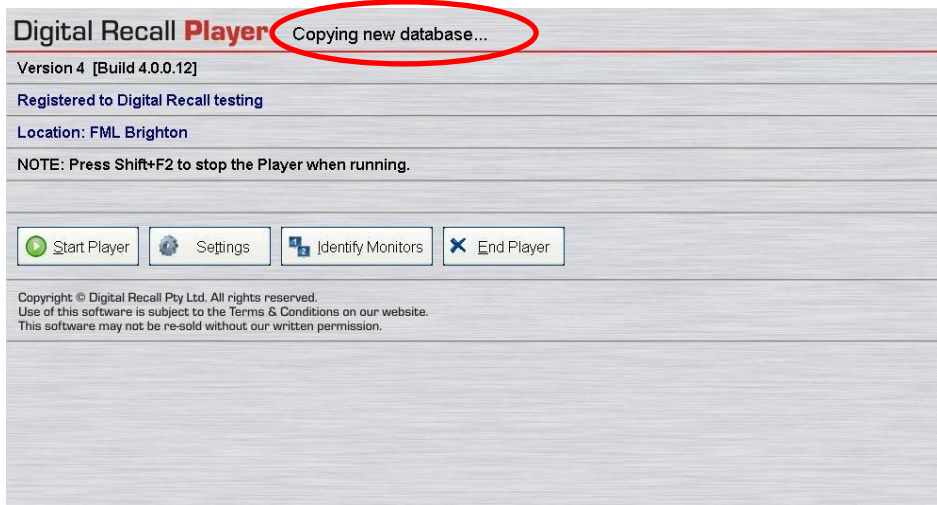 Digital Recall Player Copying new database...
Version 4 [Build 4.0.0.12]
Registered to Digital Recall testing
Location: FML Brighton
NOTE: Press Shift+F2 to stop the Player when running.
Start Player Settings Identify Monitors End Player
Copyright © Digital Recall Pty Ltd. All rights reserved.
Use of this software is subject to the Terms & Conditions on our website.
This software may not be re-sold without our written permission.